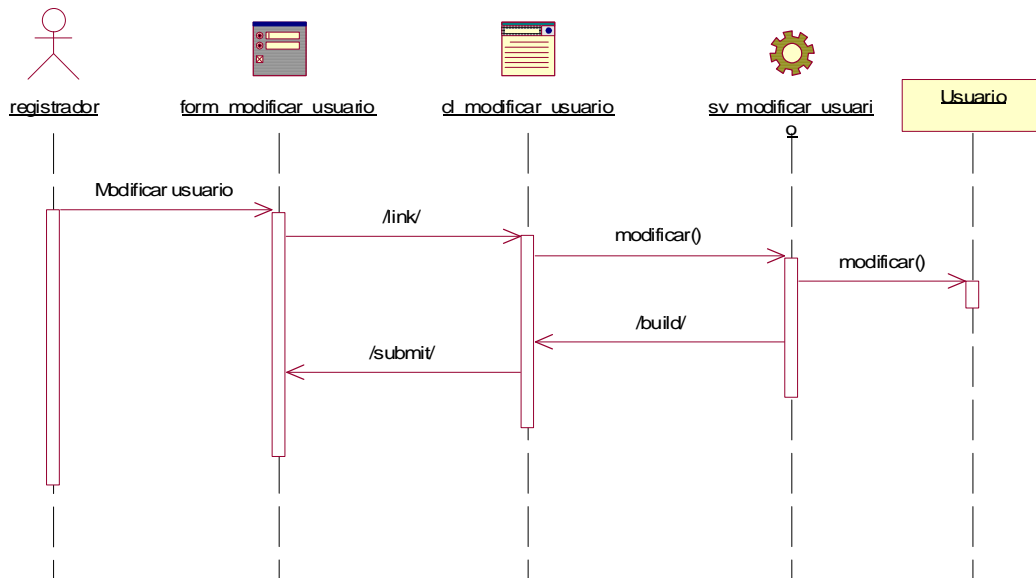 registrador
form_modificar_usuario
cl_modificar_usuario
sv_modificar_usuari
o
Usuario
Modificar usuario
/link/
modificar()
modificar()
/build/
/submit/